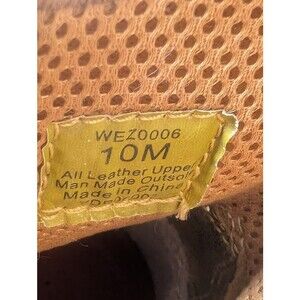 WEZ0006
10M
All Leather Upper
Man Made Outsol
Made in China